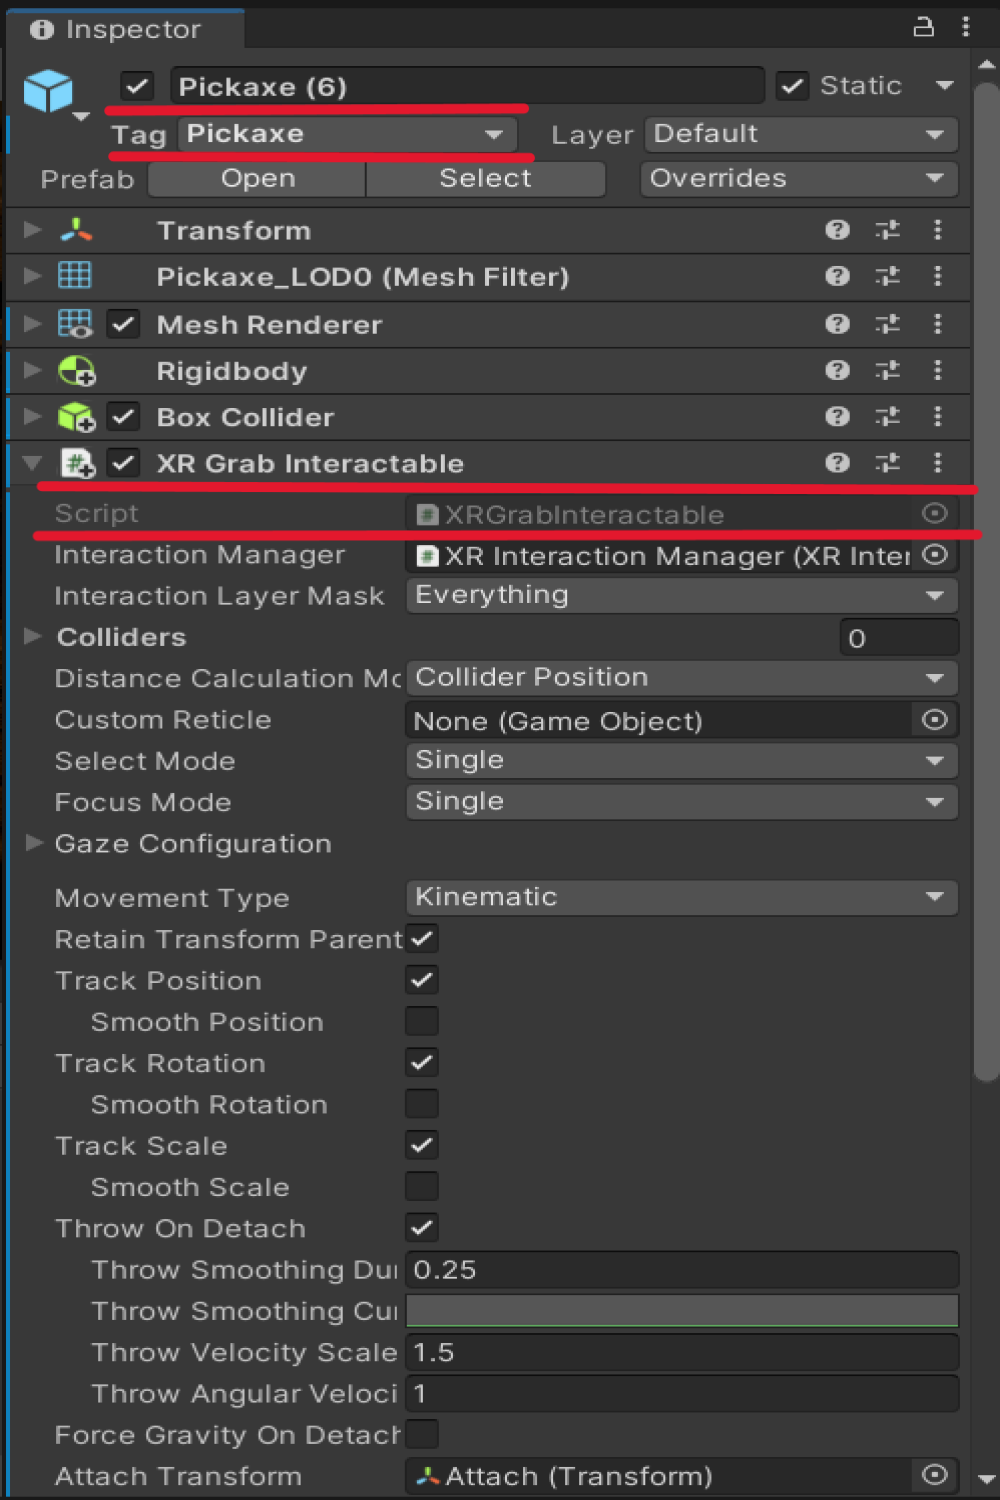 Inspector
Pickaxe (6) Static
Tag Pickaxe Layer Default
Prefab Open Select Overrides
Transform
Pickaxe_LOD0 (Mesh Filter)
Mesh Renderer
Rigidbody
Box Collider
XR Grab Interactable
Script XRGrabInteractable
Interaction Manager XR Interaction Manager (XR Inter
Interaction Layer Mask Everything
Colliders 0
Distance Calculation Mo Collider Position
Custom Reticle None (Game Object)
Select Mode Single
Focus Mode Single
Gaze Configuration
Movement Type Kinematic
Retain Transform Parent
Track Position
Smooth Position
Track Rotation
Smooth Rotation
Track Scale
Smooth Scale
Throw On Detach
Throw Smoothing Dur 0.25
Throw Smoothing Cur
Throw Velocity Scale 1.5
Throw Angular Veloci 1
Force Gravity On Detach
Attach Transform Attach (Transform)